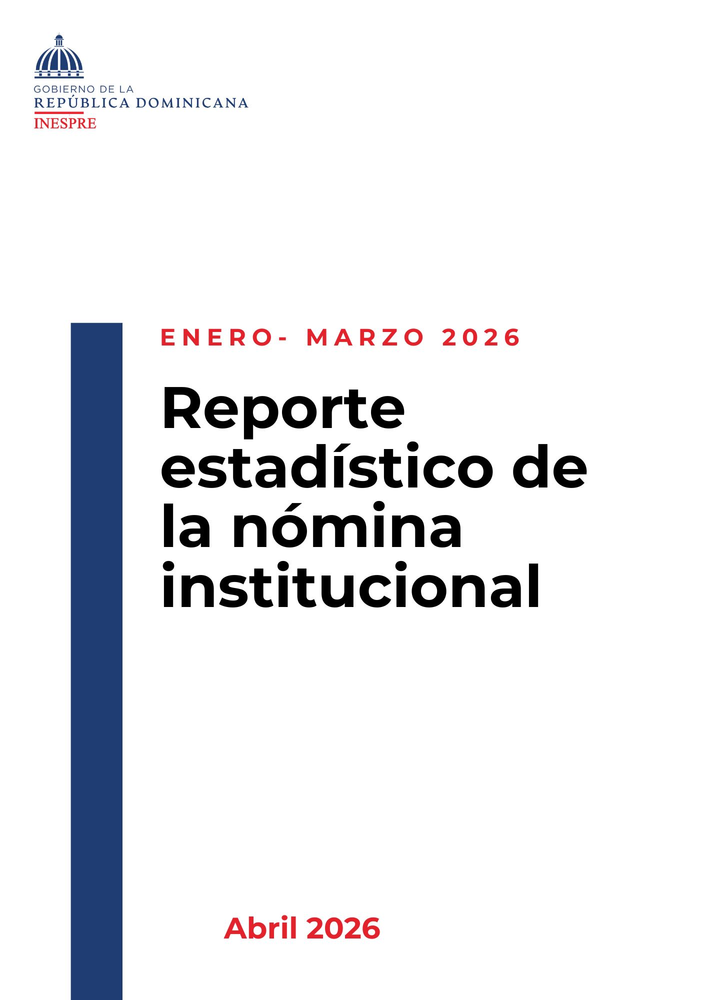 GOBIERNO DE LA
REPÚBLICA DOMINICANA
INESPRE
ENERO- MARZO 2026
Reporte
estadístico de
la nómina
institucional
Abril 2026